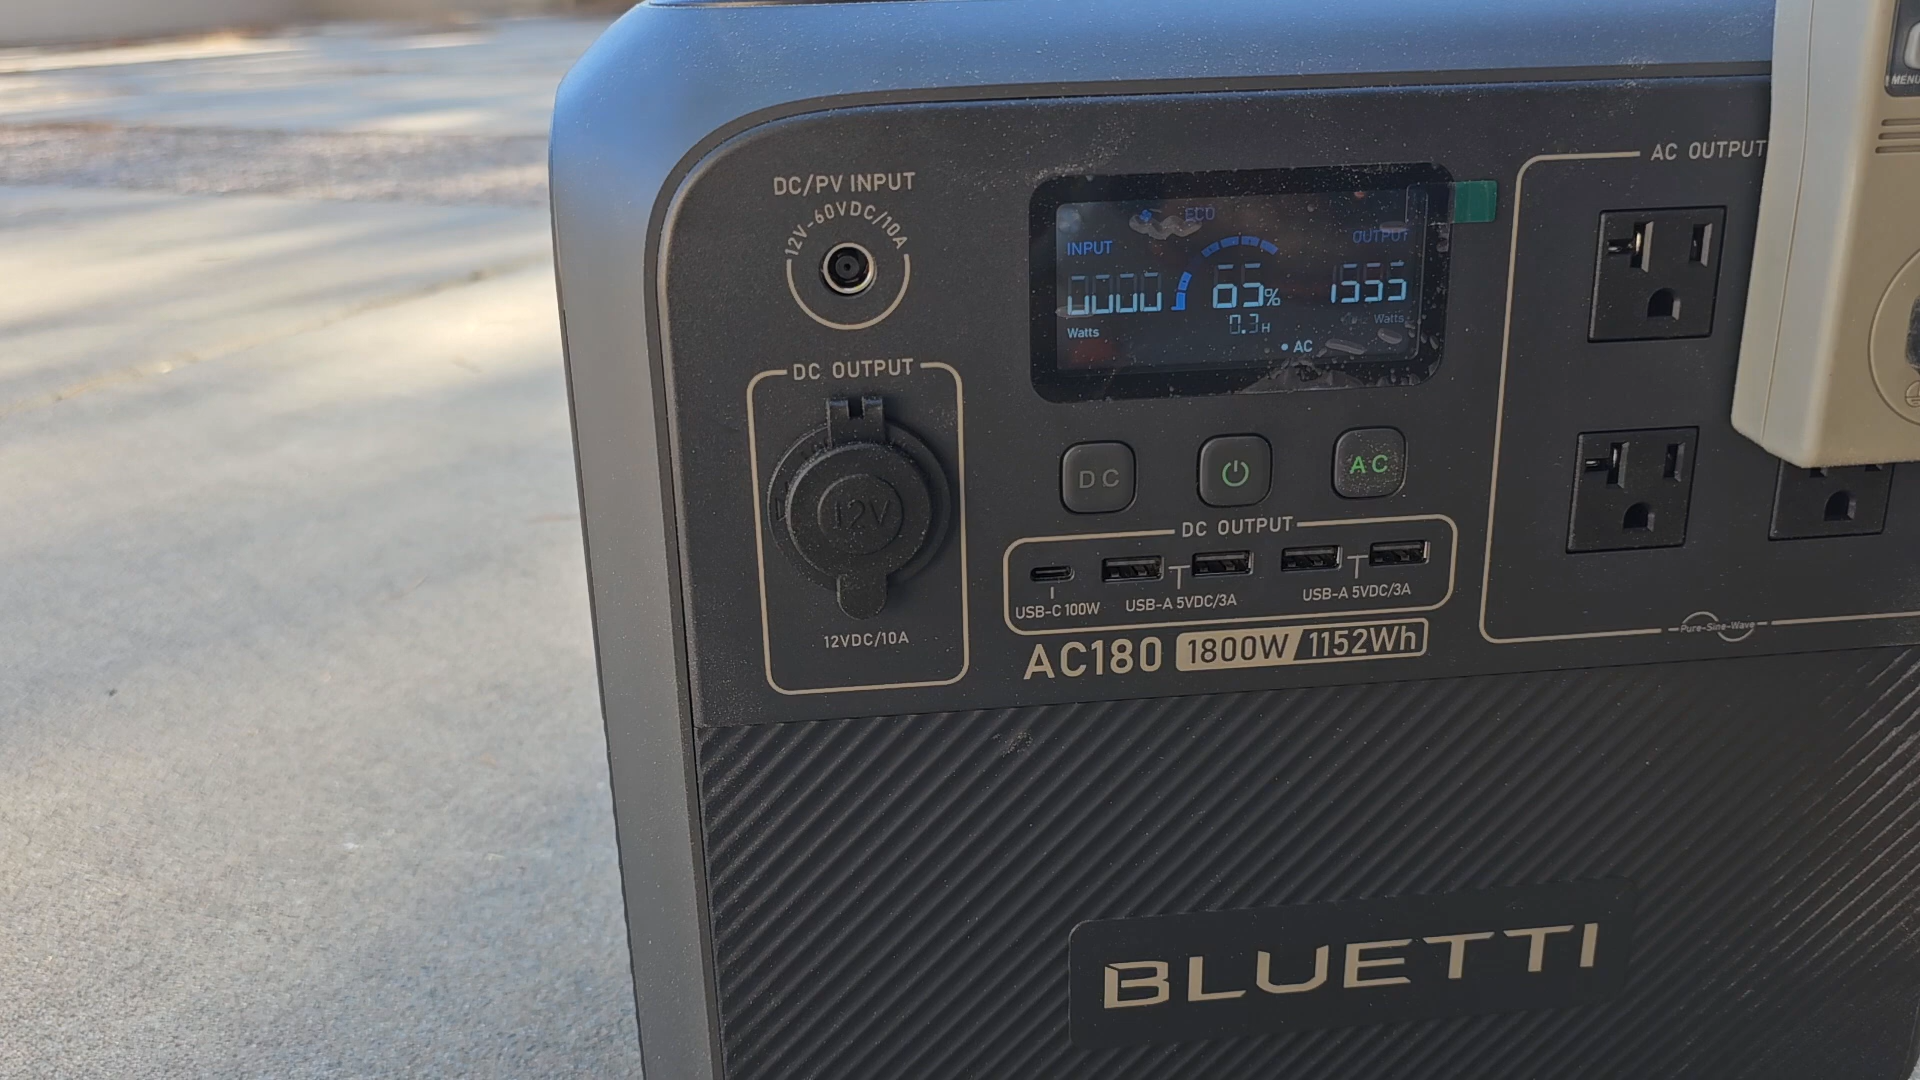 MENU
AC OUTPUT
DC/PV INPUT
12V-60VDC/10A
ECO
INPUT
OUTPUT
0000
65%
1555
Watts
0.3H
Watts
AC
DC OUTPUT
12V
12VDC/10A
DC
AC
DC OUTPUT
USB-C 100W
USB-A 5VDC/3A
USB-A 5VDC/3A
AC180 1800W/1152Wh
Pure-Sine-Wave
BLUETTI